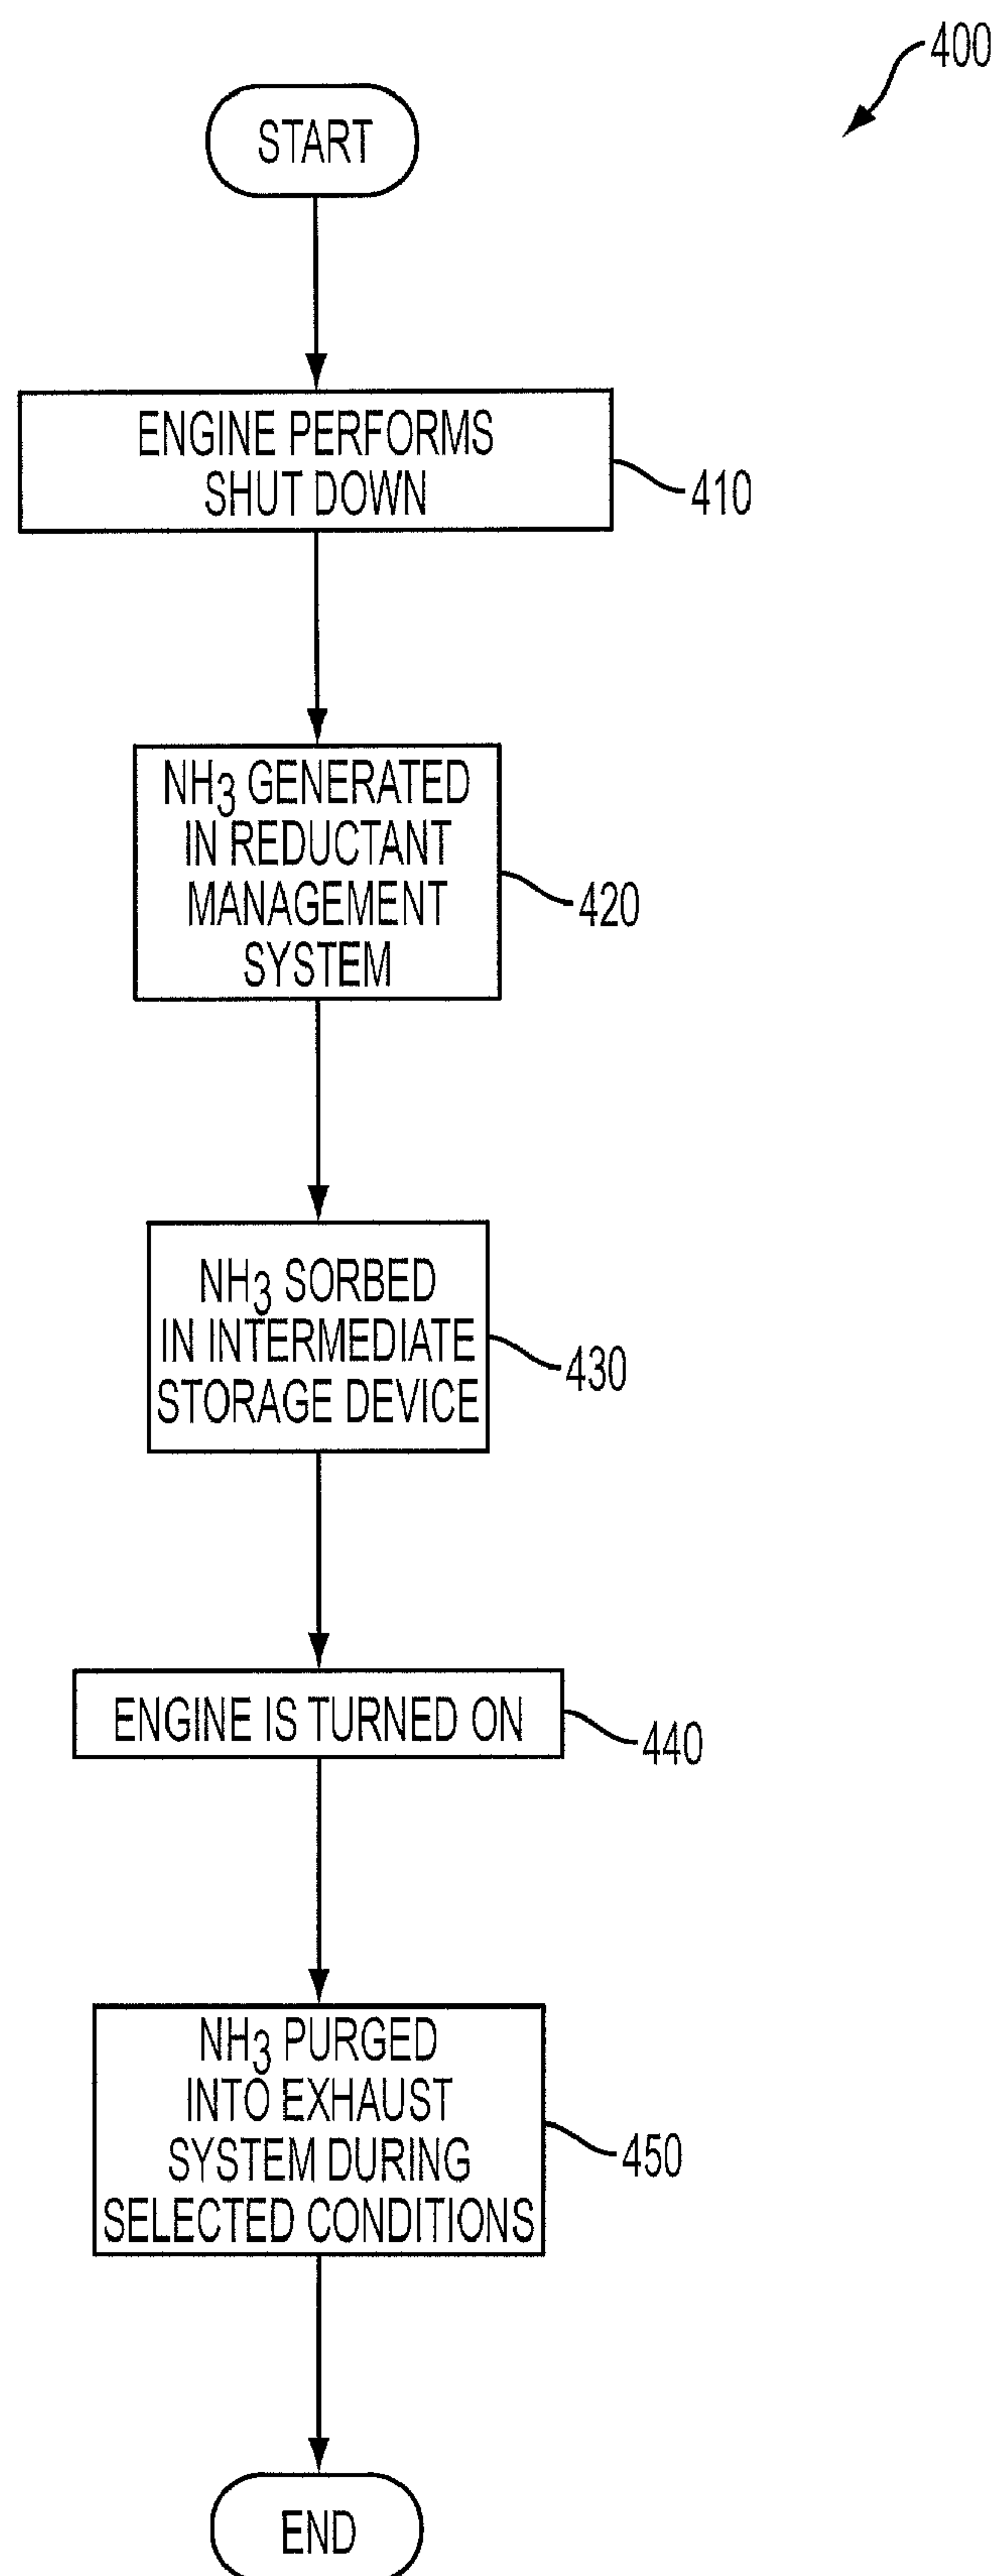 400
START
ENGINE PERFORMS
SHUT DOWN
410
NH3 GENERATED
IN REDUCTANT
MANAGEMENT
SYSTEM
420
NH3 SORBED
IN INTERMEDIATE
STORAGE DEVICE
430
ENGINE IS TURNED ON
440
NH3 PURGED
INTO EXHAUST
SYSTEM DURING
SELECTED CONDITIONS
450
END